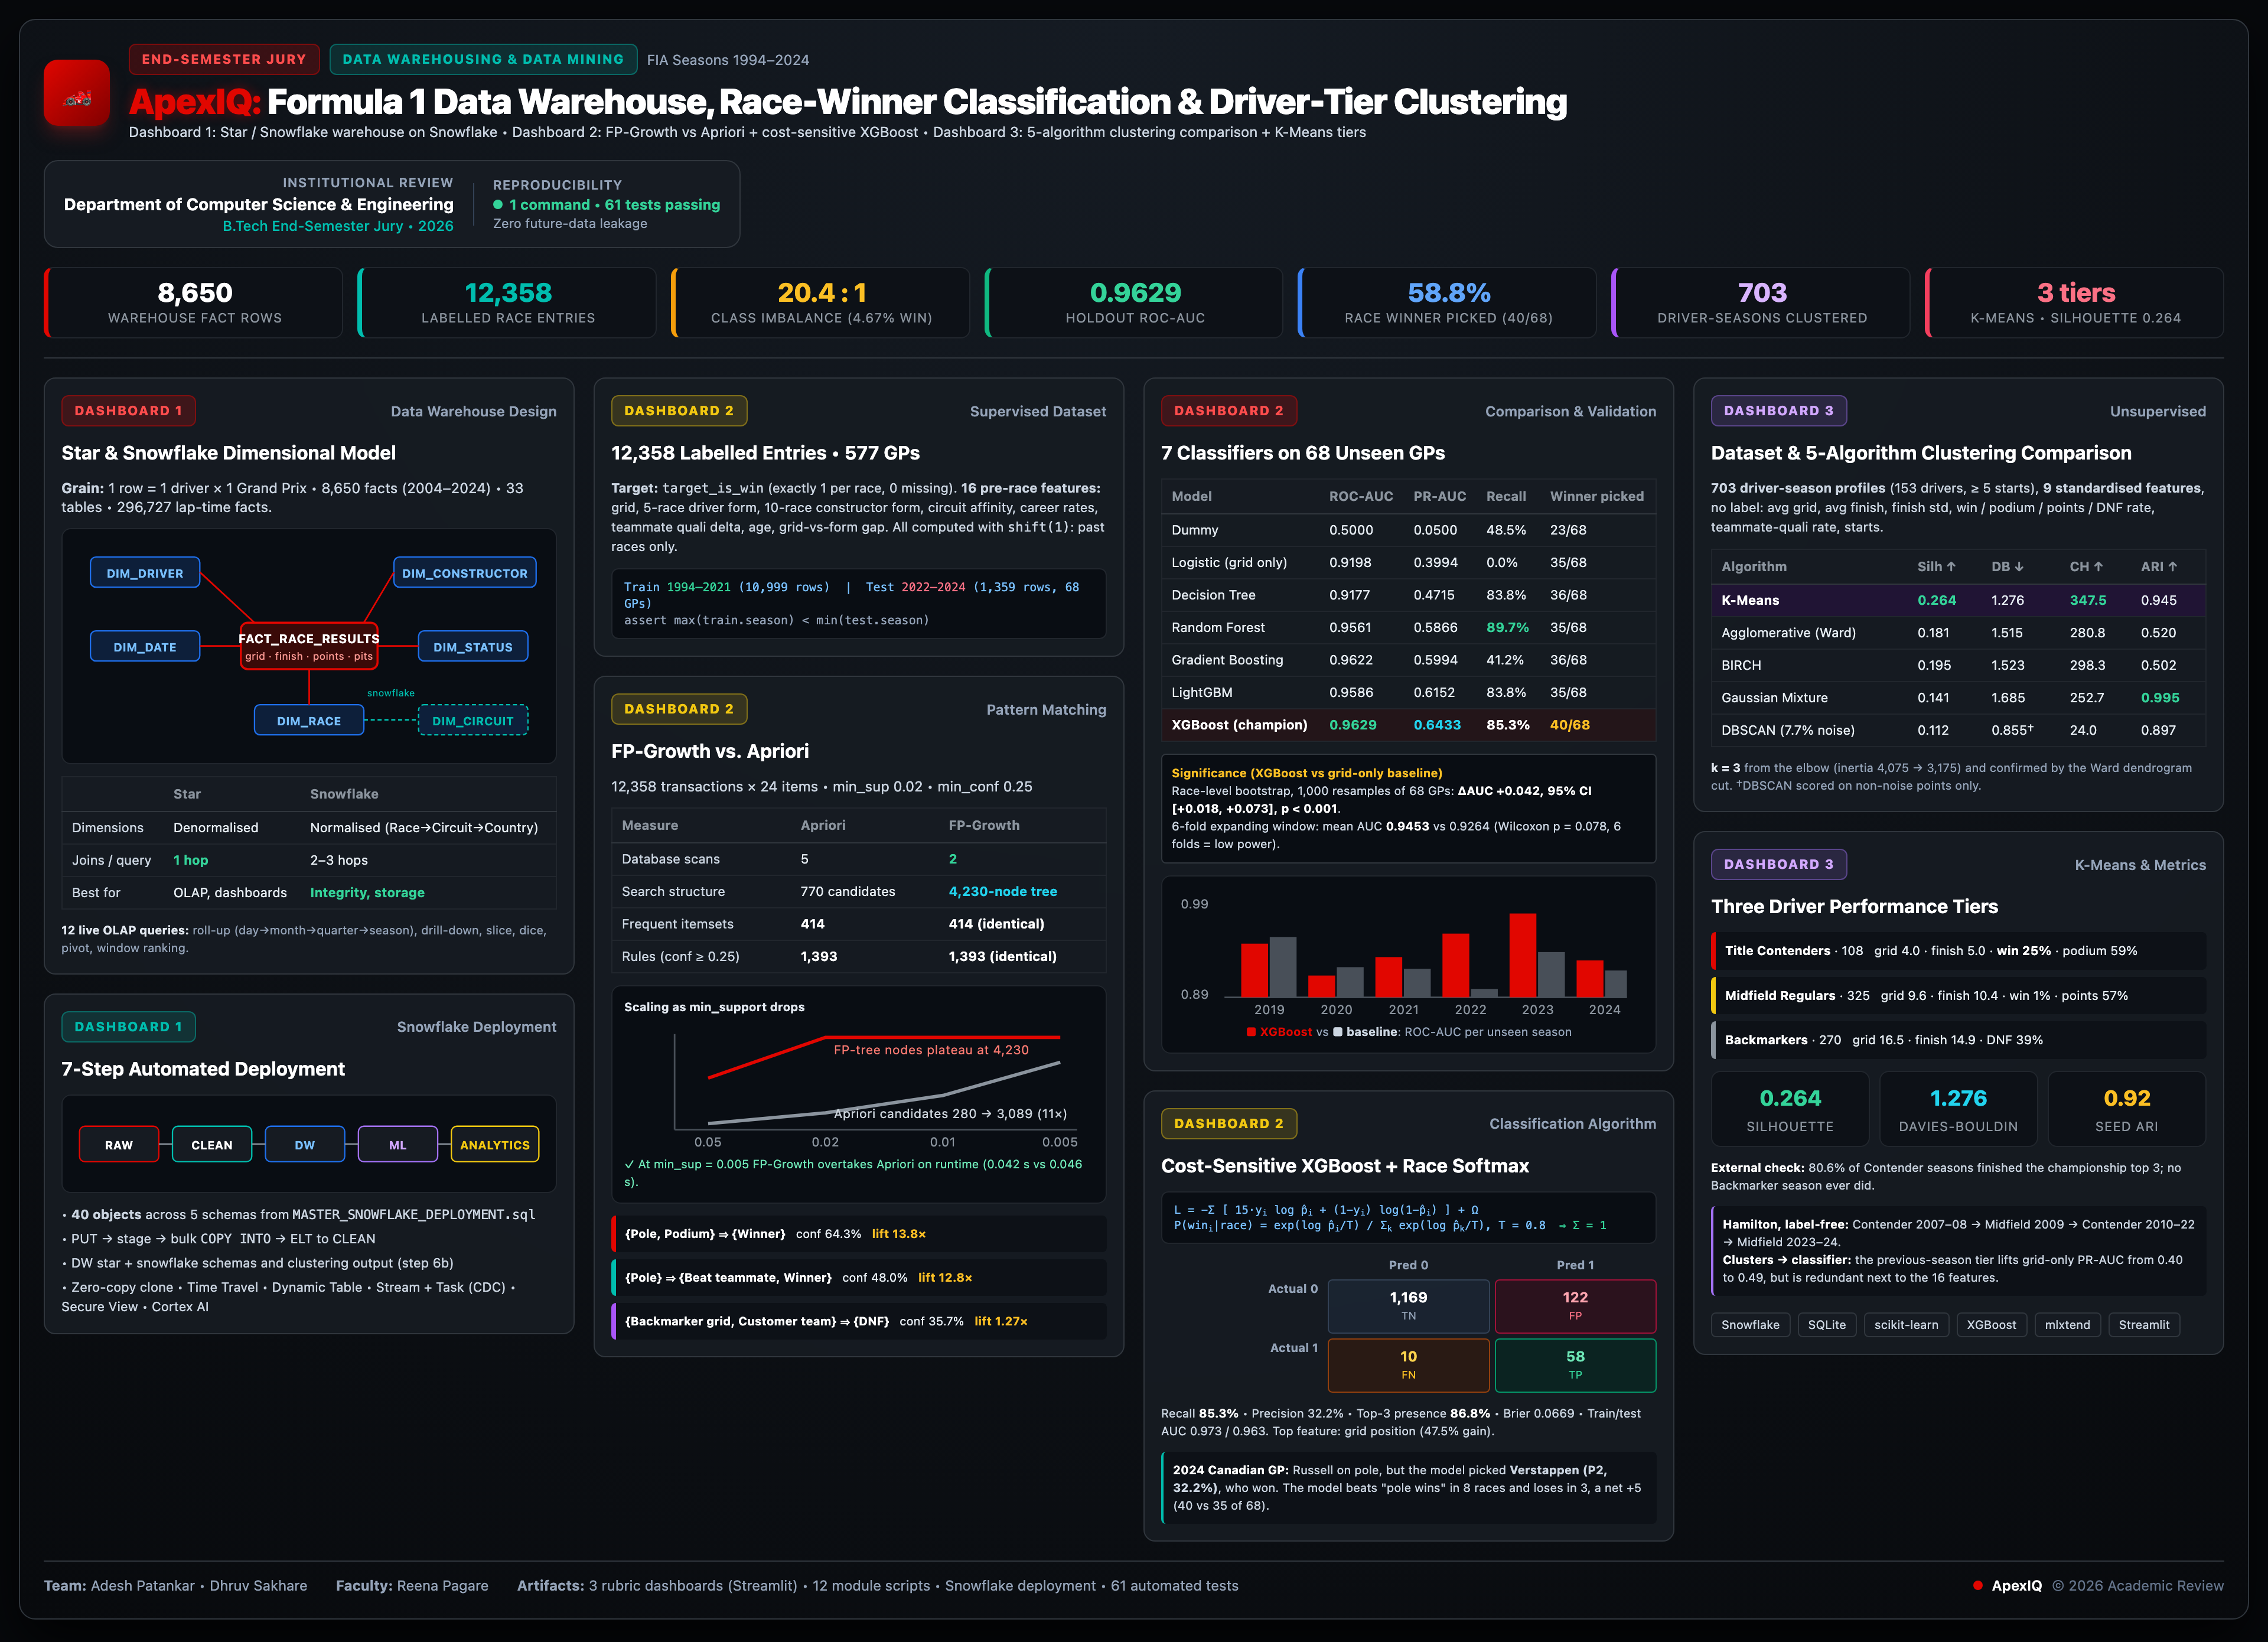 END-SEMESTER JURY
DATA WAREHOUSING & DATA MINING
FIA Seasons 1994–2024
ApexIQ: Formula 1 Data Warehouse, Race-Winner Classification & Driver-Tier Clustering
Dashboard 1: Star / Snowflake warehouse on Snowflake • Dashboard 2: FP-Growth vs Apriori + cost-sensitive XGBoost • Dashboard 3: 5-algorithm clustering comparison + K-Means tiers
INSTITUTIONAL REVIEW
Department of Computer Science & Engineering
B.Tech End-Semester Jury • 2026
REPRODUCIBILITY
1 command • 61 tests passing
Zero future-data leakage
8,650
WAREHOUSE FACT ROWS
12,358
LABELLED RACE ENTRIES
20.4 : 1
CLASS IMBALANCE (4.67% WIN)
0.9629
HOLDOUT ROC-AUC
58.8%
RACE WINNER PICKED (40/68)
703
DRIVER-SEASONS CLUSTERED
3 tiers
K-MEANS • SILHOUETTE 0.264
DASHBOARD 1
Data Warehouse Design
Star & Snowflake Dimensional Model
Grain: 1 row = 1 driver × 1 Grand Prix • 8,650 facts (2004–2024) • 33
tables • 296,727 lap-time facts.
DIM_DRIVER
DIM_CONSTRUCTOR
FACT_RACE_RESULTS
grid · finish · points · pits
DIM_DATE
DIM_STATUS
snowflake
DIM_RACE
DIM_CIRCUIT
Star Snowflake
Dimensions Denormalised Normalised (Race→Circuit→Country)
Joins / query 1 hop 2–3 hops
Best for OLAP, dashboards Integrity, storage
12 live OLAP queries: roll-up (day→month→quarter→season), drill-down, slice, dice,
pivot, window ranking.
DASHBOARD 1
Snowflake Deployment
7-Step Automated Deployment
RAW
CLEAN
DW
ML
ANALYTICS
• 40 objects across 5 schemas from MASTER_SNOWFLAKE_DEPLOYMENT.sql
• PUT → stage → bulk COPY INTO → ELT to CLEAN
• DW star + snowflake schemas and clustering output (step 6b)
• Zero-copy clone • Time Travel • Dynamic Table • Stream + Task (CDC) •
Secure View • Cortex AI
DASHBOARD 2
Supervised Dataset
12,358 Labelled Entries • 577 GPs
Target: target_is_win (exactly 1 per race, 0 missing). 16 pre-race features:
grid, 5-race driver form, 10-race constructor form, circuit affinity, career rates,
teammate quali delta, age, grid-vs-form gap. All computed with shift(1): past
races only.
Train 1994–2021 (10,999 rows) | Test 2022–2024 (1,359 rows, 68
GPs)
assert max(train.season) < min(test.season)
DASHBOARD 2
Pattern Matching
FP-Growth vs. Apriori
12,358 transactions × 24 items • min_sup 0.02 • min_conf 0.25
Measure Apriori FP-Growth
Database scans 5 2
Search structure 770 candidates 4,230-node tree
Frequent itemsets 414 414 (identical)
Rules (conf ≥ 0.25) 1,393 1,393 (identical)
Scaling as min_support drops
FP-tree nodes plateau at 4,230
Apriori candidates 280 → 3,089 (11×)
0.05 0.02 0.01 0.005
✓ At min_sup = 0.005 FP-Growth overtakes Apriori on runtime (0.042 s vs 0.046
s).
{Pole, Podium} ⇒ {Winner} conf 64.3% lift 13.8×
{Pole} ⇒ {Beat teammate, Winner} conf 48.0% lift 12.8×
{Backmarker grid, Customer team} ⇒ {DNF} conf 35.7% lift 1.27×
DASHBOARD 2
Comparison & Validation
7 Classifiers on 68 Unseen GPs
Model ROC-AUC PR-AUC Recall Winner picked
Dummy 0.5000 0.0500 48.5% 23/68
Logistic (grid only) 0.9198 0.3994 0.0% 35/68
Decision Tree 0.9177 0.4715 83.8% 36/68
Random Forest 0.9561 0.5866 89.7% 35/68
Gradient Boosting 0.9622 0.5994 41.2% 36/68
LightGBM 0.9586 0.6152 83.8% 35/68
XGBoost (champion) 0.9629 0.6433 85.3% 40/68
Significance (XGBoost vs grid-only baseline)
Race-level bootstrap, 1,000 resamples of 68 GPs: ΔAUC +0.042, 95% CI
[+0.018, +0.073], p < 0.001.
6-fold expanding window: mean AUC 0.9453 vs 0.9264 (Wilcoxon p = 0.078, 6
folds = low power).
0.99
0.89
2019 2020 2021 2022 2023 2024
XGBoost vs baseline: ROC-AUC per unseen season
DASHBOARD 2
Classification Algorithm
Cost-Sensitive XGBoost + Race Softmax
L = −Σ [ 15·yᵢ log p̂ᵢ + (1−yᵢ) log(1−p̂ᵢ) ] + Ω
P(winᵢ|race) = exp(log p̂ᵢ/T) / Σₖ exp(log p̂ₖ/T), T = 0.8 ⇒ Σ = 1
Pred 0 Pred 1
Actual 0
1,169
TN
122
FP
Actual 1
10
FN
58
TP
Recall 85.3% • Precision 32.2% • Top-3 presence 86.8% • Brier 0.0669 • Train/test
AUC 0.973 / 0.963. Top feature: grid position (47.5% gain).
2024 Canadian GP: Russell on pole, but the model picked Verstappen (P2,
32.2%), who won. The model beats "pole wins" in 8 races and loses in 3, a net +5
(40 vs 35 of 68).
DASHBOARD 3
Unsupervised
Dataset & 5-Algorithm Clustering Comparison
703 driver-season profiles (153 drivers, ≥ 5 starts), 9 standardised features,
no label: avg grid, avg finish, finish std, win / podium / points / DNF rate,
teammate-quali rate, starts.
Algorithm Silh ↑ DB ↓ CH ↑ ARI ↑
K-Means 0.264 1.276 347.5 0.945
Agglomerative (Ward) 0.181 1.515 280.8 0.520
BIRCH 0.195 1.523 298.3 0.502
Gaussian Mixture 0.141 1.685 252.7 0.995
DBSCAN (7.7% noise) 0.112 0.855† 24.0 0.897
k = 3 from the elbow (inertia 4,075 → 3,175) and confirmed by the Ward dendrogram
cut. †DBSCAN scored on non-noise points only.
DASHBOARD 3
K-Means & Metrics
Three Driver Performance Tiers
Title Contenders · 108 grid 4.0 · finish 5.0 · win 25% · podium 59%
Midfield Regulars · 325 grid 9.6 · finish 10.4 · win 1% · points 57%
Backmarkers · 270 grid 16.5 · finish 14.9 · DNF 39%
0.264
SILHOUETTE
1.276
DAVIES-BOULDIN
0.92
SEED ARI
External check: 80.6% of Contender seasons finished the championship top 3; no
Backmarker season ever did.
Hamilton, label-free: Contender 2007–08 → Midfield 2009 → Contender 2010–22
→ Midfield 2023–24.
Clusters → classifier: the previous-season tier lifts grid-only PR-AUC from 0.40
to 0.49, but is redundant next to the 16 features.
Snowflake
SQLite
scikit-learn
XGBoost
mlxtend
Streamlit
Team: Adesh Patankar • Dhruv Sakhare Faculty: Reena Pagare Artifacts: 3 rubric dashboards (Streamlit) • 12 module scripts • Snowflake deployment • 61 automated tests
ApexIQ © 2026 Academic Review